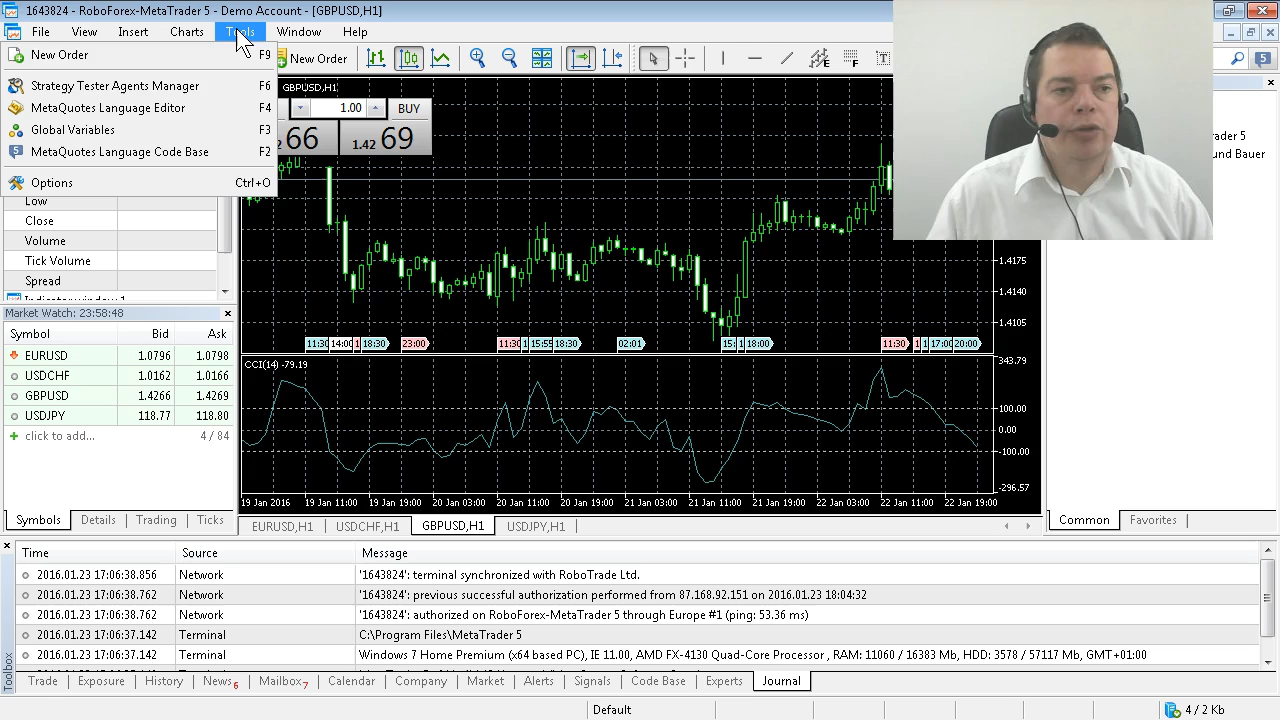 1643824 - RoboForex-MetaTrader 5 - Demo Account - [GBPUSD,H1]
File View Insert Charts Tools Window Help
New Order F9
New Order
Strategy Tester Agents Manager F6
MetaQuotes Language Editor F4
Global Variables F3
MetaQuotes Language Code Base F2
Options Ctrl+O
GBPUSD,H1
1.00 BUY
66 1.42 69
Low
Close
Volume
Tick Volume
Spread
Market Watch: 23:58:48
Symbol Bid Ask
EURUSD 1.0796 1.0798
USDCHF 1.0162 1.0166
GBPUSD 1.4266 1.4269
USDJPY 118.77 118.80
click to add... 4 / 84
Symbols Details Trading Ticks
1.4175
1.4140
1.4105
18:30 23:00 18:30 02:01 18:00 11:30 20:00
CCI(14) -79.19
343.79
100.00
0.00
-100.00
-296.57
19 Jan 2016 19 Jan 11:00 19 Jan 19:00 20 Jan 03:00 20 Jan 11:00 20 Jan 19:00 21 Jan 03:00 21 Jan 11:00 21 Jan 19:00 22 Jan 03:00 22 Jan 11:00 22 Jan 19:00
EURUSD,H1 USDCHF,H1 GBPUSD,H1 USDJPY,H1
5
rader 5
und Bauer
Common Favorites
Time Source Message
2016.01.23 17:06:38.856 Network '1643824': terminal synchronized with RoboTrade Ltd.
2016.01.23 17:06:38.762 Network '1643824': previous successful authorization performed from 87.168.92.151 on 2016.01.23 18:04:32
2016.01.23 17:06:38.762 Network '1643824': authorized on RoboForex-MetaTrader 5 through Europe #1 (ping: 53.36 ms)
2016.01.23 17:06:37.142 Terminal C:\Program Files\MetaTrader 5
2016.01.23 17:06:37.142 Terminal Windows 7 Home Premium (x64 based PC), IE 11.00, AMD FX-4130 Quad-Core Processor , RAM: 11060 / 16383 Mb, HDD: 3578 / 57117 Mb, GMT+01:00
Toolbox
Trade Exposure History News 6 Mailbox 7 Calendar Company Market Alerts Signals Code Base Experts Journal
Default 4 / 2 Kb